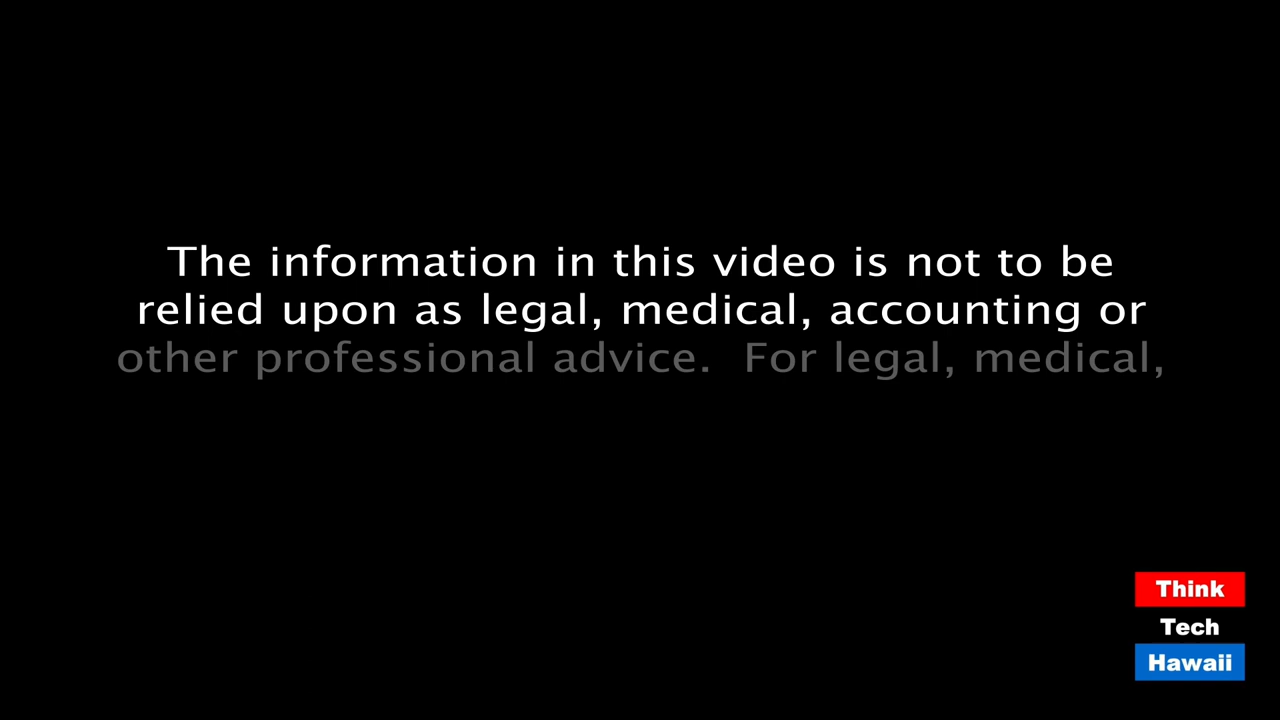 The information in this video is not to be
relied upon as legal, medical, accounting or
other professional advice.  For legal, medical,
Think
Tech
Hawaii